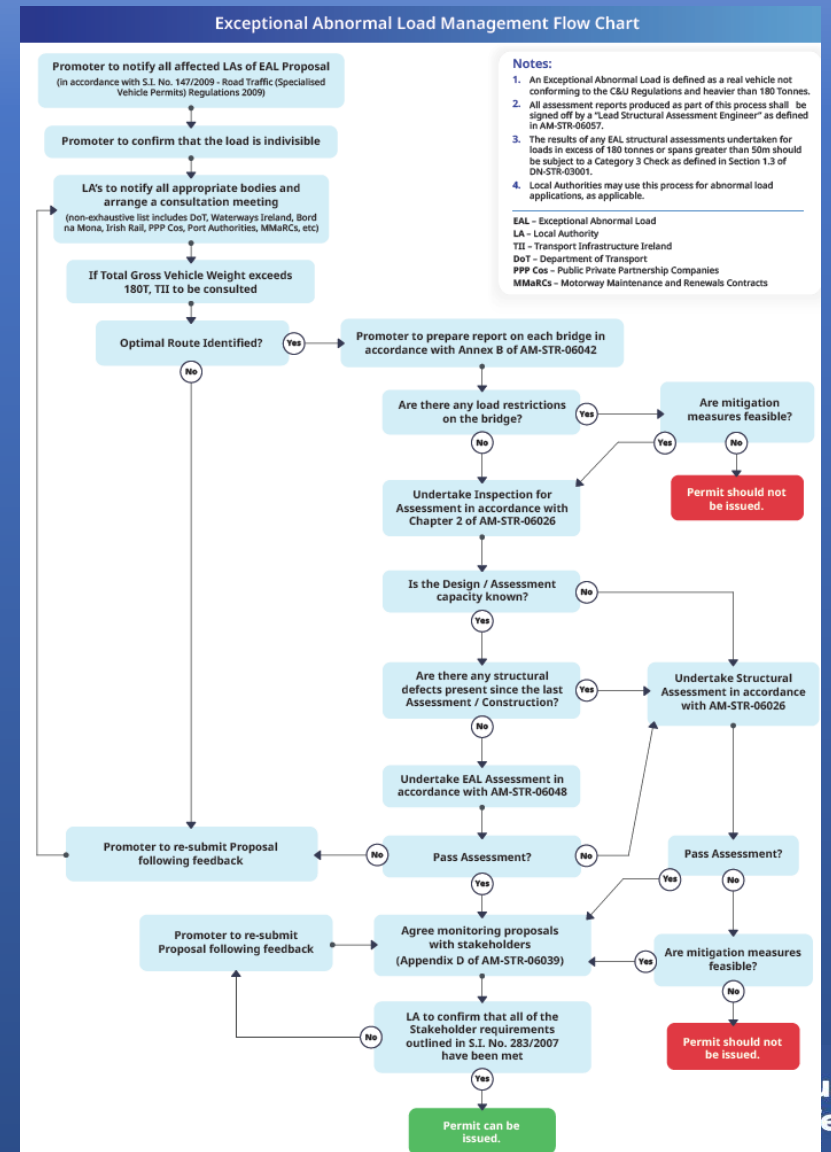 Exceptional Abnormal Load Management Flow Chart
Promoter to notify all affected LAs of EAL Proposal
(in accordance with S.I. No. 147/2009 - Road Traffic (Specialised
Vehicle Permits) Regulations 2009)
Promoter to confirm that the load is indivisible
LA's to notify all appropriate bodies and
arrange a consultation meeting
(non-exhaustive list includes DoT, Waterways Ireland, Bord
na Mona, Irish Rail, PPP Cos, Port Authorities, MMaRCs, etc)
If Total Gross Vehicle Weight exceeds
180T, TII to be consulted
Notes:
1. An Exceptional Abnormal Load is defined as a real vehicle not
conforming to the C&U Regulations and heavier than 180 Tonnes.
2. All assessment reports produced as part of this process shall be
signed off by a "Lead Structural Assessment Engineer" as defined
in AM-STR-06057.
3. The results of any EAL structural assessments undertaken for
loads in excess of 180 tonnes or spans greater than 50m should
be subject to a Category 3 Check as defined in Section 1.3 of
DN-STR-03001.
4. Local Authorities may use this process for abnormal load
applications, as applicable.
EAL – Exceptional Abnormal Load
LA – Local Authority
TII – Transport Infrastructure Ireland
DoT – Department of Transport
PPP Cos – Public Private Partnership Companies
MMaRCs – Motorway Maintenance and Renewals Contracts
Optimal Route Identified?
Yes
No
Promoter to prepare report on each bridge in
accordance with Annex B of AM-STR-06042
Are there any load restrictions
on the bridge?
Yes
No
Are mitigation
measures feasible?
Yes
No
Permit should not
be issued.
Undertake Inspection for
Assessment in accordance with
Chapter 2 of AM-STR-06026
Is the Design / Assessment
capacity known?
No
Yes
Are there any structural
defects present since the last
Assessment / Construction?
Yes
No
Undertake Structural
Assessment in accordance
with AM-STR-06026
Undertake EAL Assessment in
accordance with AM-STR-06048
Promoter to re-submit Proposal
following feedback
No
Pass Assessment?
No
Yes
Pass Assessment?
Yes
No
Promoter to re-submit
Proposal following feedback
Agree monitoring proposals
with stakeholders
(Appendix D of AM-STR-06039)
Yes
Are mitigation measures
feasible?
No
Permit should not
be issued.
No
LA to confirm that all of the
Stakeholder requirements
outlined in S.I. No. 283/2007
have been met
Yes
Permit can be
issued.